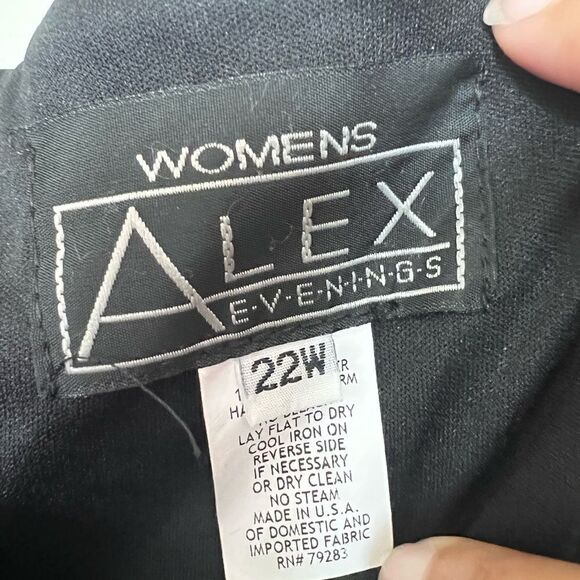 WOMENS
ALEX
E·V·E·N·I·N·G·S
22W
LAY FLAT TO DRY
COOL IRON ON
REVERSE SIDE
IF NECESSARY
OR DRY CLEAN
NO STEAM
MADE IN U.S.A.
OF DOMESTIC AND
IMPORTED FABRIC
RN# 79283